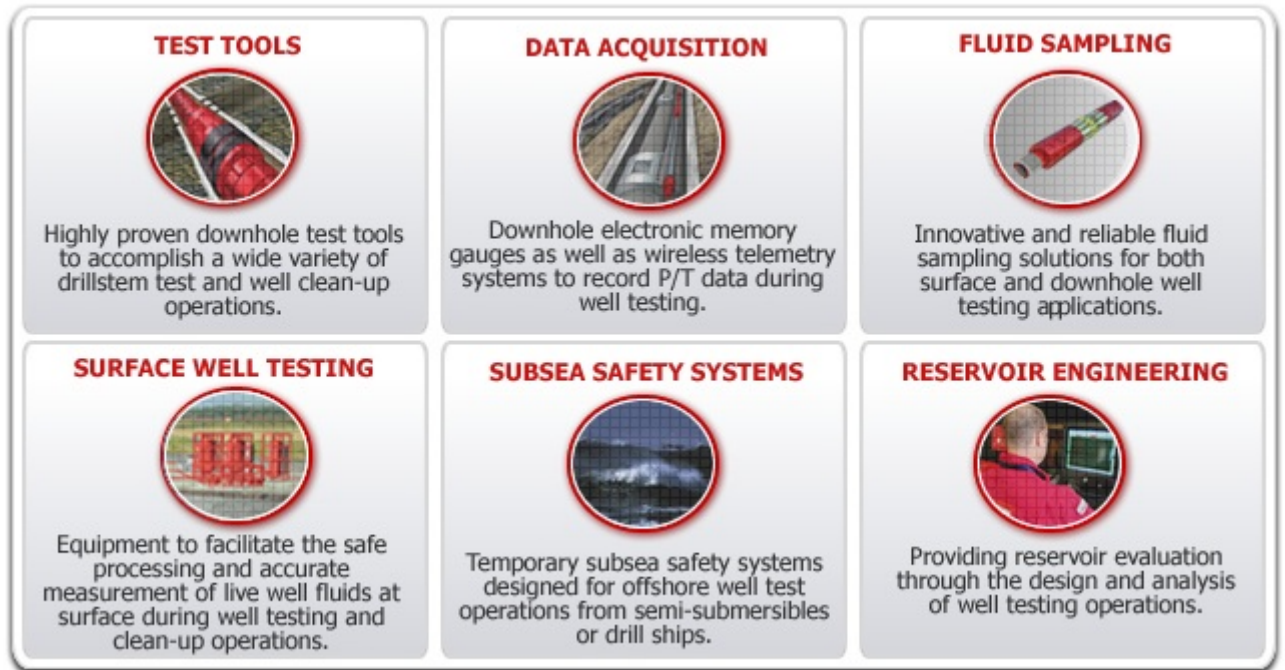 TEST TOOLS
Highly proven downhole test tools
to accomplish a wide variety of
drillstem test and well clean-up
operations.
DATA ACQUISITION
Downhole electronic memory
gauges as well as wireless telemetry
systems to record P/T data during
well testing.
FLUID SAMPLING
Innovative and reliable fluid
sampling solutions for both
surface and downhole well
testing applications.
SURFACE WELL TESTING
Equipment to facilitate the safe
processing and accurate
measurement of live well fluids at
surface during well testing and
clean-up operations.
SUBSEA SAFETY SYSTEMS
Temporary subsea safety systems
designed for offshore well test
operations from semi-submersibles
or drill ships.
RESERVOIR ENGINEERING
Providing reservoir evaluation
through the design and analysis
of well testing operations.